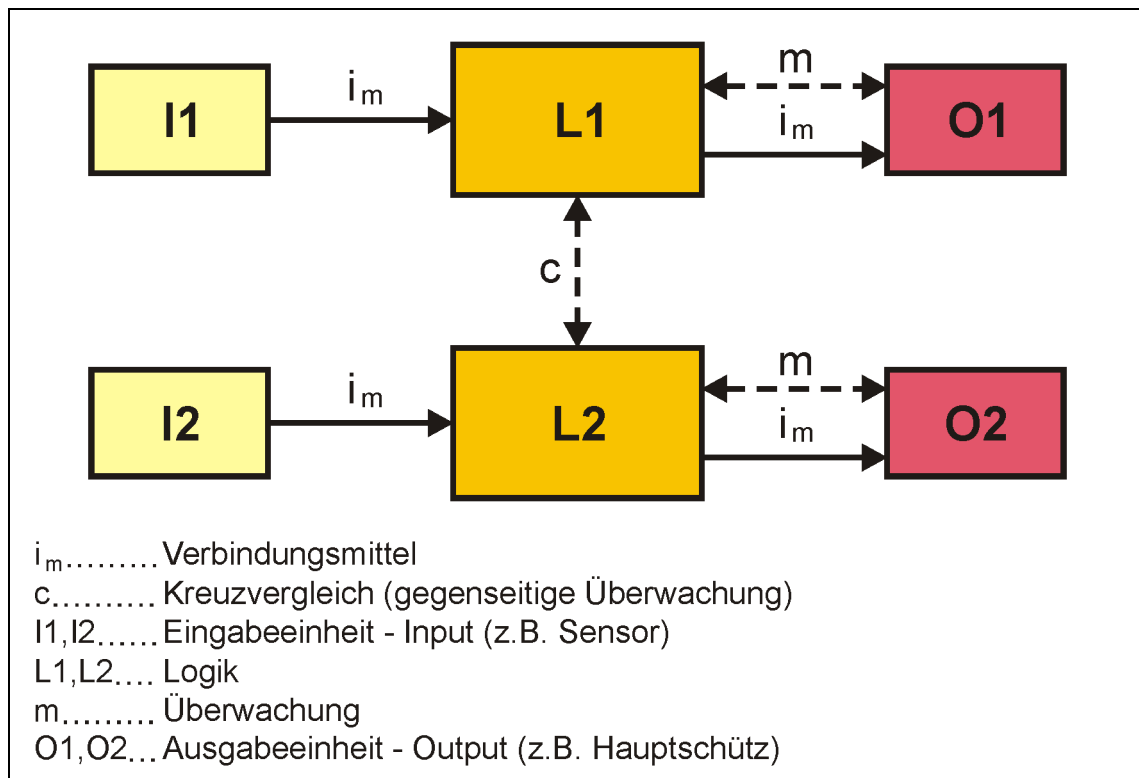 I1 iₘ L1 m O1
iₘ
c
I2 iₘ L2 m O2
iₘ
iₘ......... Verbindungsmittel
c.......... Kreuzvergleich (gegenseitige Überwachung)
I1,I2...... Eingabeeinheit - Input (z.B. Sensor)
L1,L2.... Logik
m......... Überwachung
O1,O2... Ausgabeeinheit - Output (z.B. Hauptschütz)